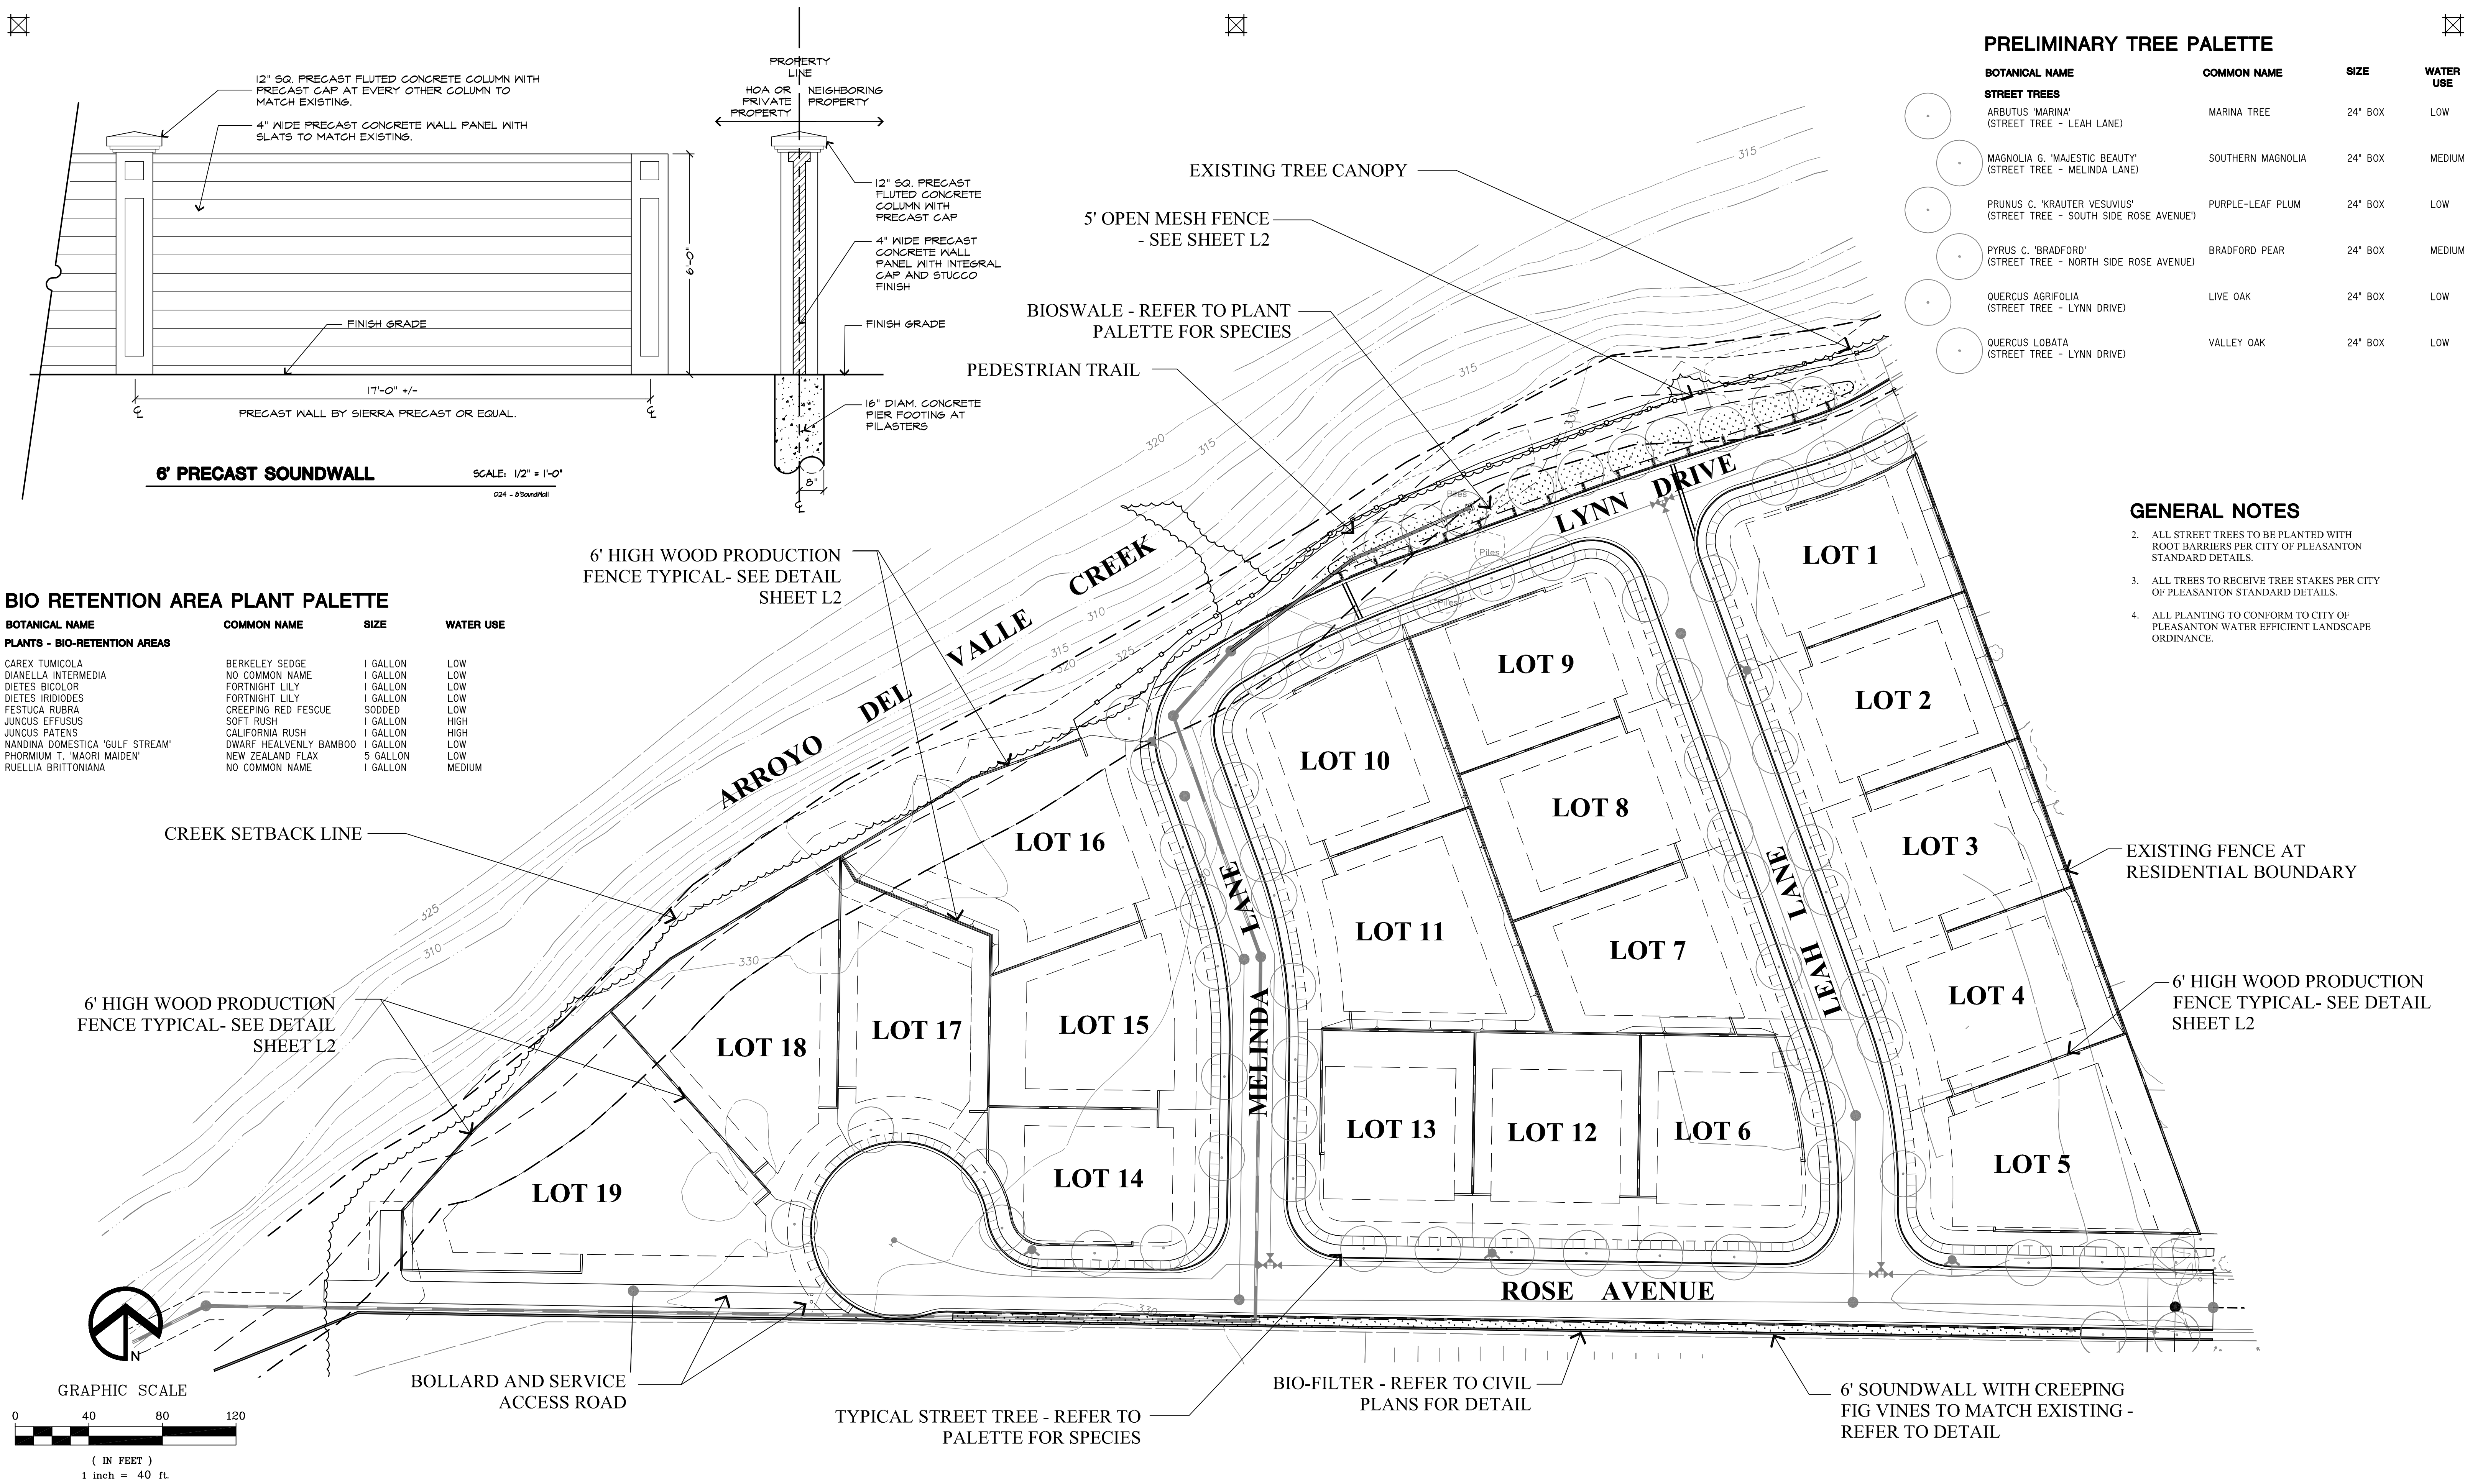 12" SQ. PRECAST FLUTED CONCRETE COLUMN WITH
PRECAST CAP AT EVERY OTHER COLUMN TO
MATCH EXISTING.
4" WIDE PRECAST CONCRETE WALL PANEL WITH
SLATS TO MATCH EXISTING.
FINISH GRADE
6'-0"
17'-0" +/-
PRECAST WALL BY SIERRA PRECAST OR EQUAL.
6' PRECAST SOUNDWALL
SCALE: 1/2" = 1'-0"
024 - 8'SoundWall
PROPERTY
LINE
HOA OR
PRIVATE
PROPERTY
NEIGHBORING
PROPERTY
12" SQ. PRECAST
FLUTED CONCRETE
COLUMN WITH
PRECAST CAP
4" WIDE PRECAST
CONCRETE WALL
PANEL WITH INTEGRAL
CAP AND STUCCO
FINISH
FINISH GRADE
16" DIAM. CONCRETE
PIER FOOTING AT
PILASTERS
8"
PRELIMINARY TREE PALETTE
BOTANICAL NAME COMMON NAME SIZE WATER
USE
STREET TREES
ARBUTUS 'MARINA' MARINA TREE 24" BOX LOW
(STREET TREE - LEAH LANE)
MAGNOLIA G. 'MAJESTIC BEAUTY' SOUTHERN MAGNOLIA 24" BOX MEDIUM
(STREET TREE - MELINDA LANE)
PRUNUS C. 'KRAUTER VESUVIUS' PURPLE-LEAF PLUM 24" BOX LOW
(STREET TREE - SOUTH SIDE ROSE AVENUE')
PYRUS C. 'BRADFORD' BRADFORD PEAR 24" BOX MEDIUM
(STREET TREE - NORTH SIDE ROSE AVENUE)
QUERCUS AGRIFOLIA LIVE OAK 24" BOX LOW
(STREET TREE - LYNN DRIVE)
QUERCUS LOBATA VALLEY OAK 24" BOX LOW
(STREET TREE - LYNN DRIVE)
GENERAL NOTES
2. ALL STREET TREES TO BE PLANTED WITH
ROOT BARRIERS PER CITY OF PLEASANTON
STANDARD DETAILS.
3. ALL TREES TO RECEIVE TREE STAKES PER CITY
OF PLEASANTON STANDARD DETAILS.
4. ALL PLANTING TO CONFORM TO CITY OF
PLEASANTON WATER EFFICIENT LANDSCAPE
ORDINANCE.
BIO RETENTION AREA PLANT PALETTE
BOTANICAL NAME COMMON NAME SIZE WATER USE
PLANTS - BIO-RETENTION AREAS
CAREX TUMICOLA BERKELEY SEDGE 1 GALLON LOW
DIANELLA INTERMEDIA NO COMMON NAME 1 GALLON LOW
DIETES BICOLOR FORTNIGHT LILY 1 GALLON LOW
DIETES IRIDIODES FORTNIGHT LILY 1 GALLON LOW
FESTUCA RUBRA CREEPING RED FESCUE SODDED LOW
JUNCUS EFFUSUS SOFT RUSH 1 GALLON HIGH
JUNCUS PATENS CALIFORNIA RUSH 1 GALLON HIGH
NANDINA DOMESTICA 'GULF STREAM' DWARF HEALVENLY BAMBOO 1 GALLON LOW
PHORMIUM T. 'MAORI MAIDEN' NEW ZEALAND FLAX 5 GALLON LOW
RUELLIA BRITTONIANA NO COMMON NAME 1 GALLON MEDIUM
EXISTING TREE CANOPY
5' OPEN MESH FENCE
- SEE SHEET L2
BIOSWALE - REFER TO PLANT
PALETTE FOR SPECIES
PEDESTRIAN TRAIL
6' HIGH WOOD PRODUCTION
FENCE TYPICAL- SEE DETAIL
SHEET L2
CREEK SETBACK LINE
6' HIGH WOOD PRODUCTION
FENCE TYPICAL- SEE DETAIL
SHEET L2
EXISTING FENCE AT
RESIDENTIAL BOUNDARY
6' HIGH WOOD PRODUCTION
FENCE TYPICAL- SEE DETAIL
SHEET L2
ARROYO DEL VALLE CREEK
LYNN DRIVE
MELINDA LANE
LEAH LANE
ROSE AVENUE
LOT 1
LOT 2
LOT 3
LOT 4
LOT 5
LOT 6
LOT 7
LOT 8
LOT 9
LOT 10
LOT 11
LOT 12
LOT 13
LOT 14
LOT 15
LOT 16
LOT 17
LOT 18
LOT 19
315
315
330
320
315
310
315
320
325
325
310
330
330
330
Piles
Piles
Piles
BOLLARD AND SERVICE
ACCESS ROAD
TYPICAL STREET TREE - REFER TO
PALETTE FOR SPECIES
BIO-FILTER - REFER TO CIVIL
PLANS FOR DETAIL
6' SOUNDWALL WITH CREEPING
FIG VINES TO MATCH EXISTING -
REFER TO DETAIL
N
GRAPHIC SCALE
0 40 80 120
( IN FEET )
1 inch = 40 ft.